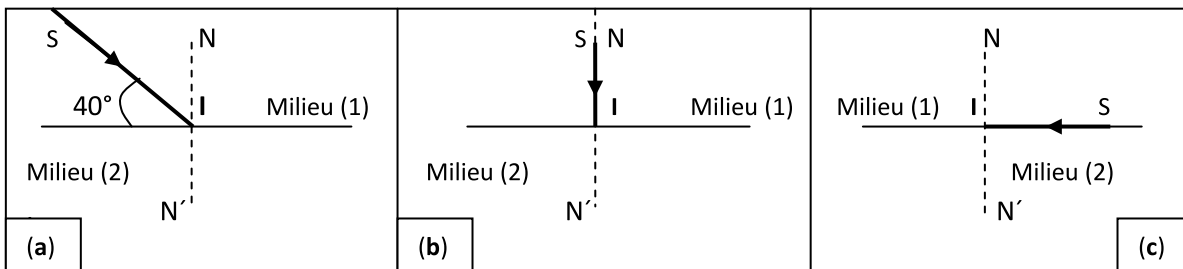 S
N
40°
I
Milieu (1)
Milieu (2)
N´
(a)
S N
I
Milieu (1)
Milieu (2)
N´
(b)
N
Milieu (1)
I
S
Milieu (2)
N´
(c)